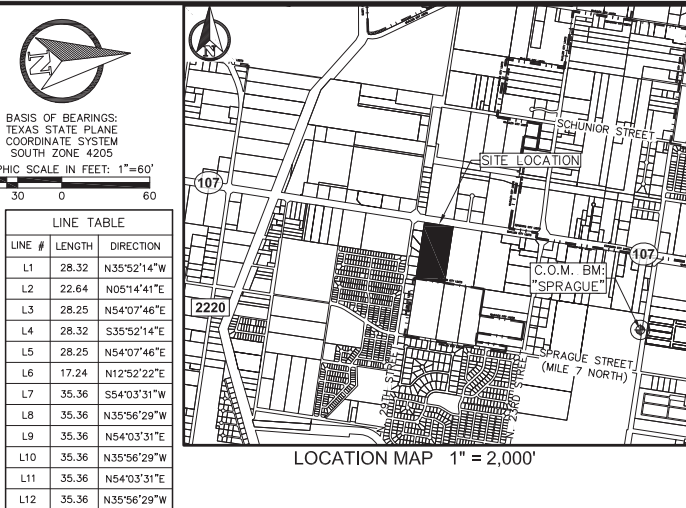 N
BASIS OF BEARINGS:
TEXAS STATE PLANE
COORDINATE SYSTEM
SOUTH ZONE 4205
PHIC SCALE IN FEET: 1"=60'
30 0 60
LINE TABLE
LINE # LENGTH DIRECTION
L1 28.32 N35°52'14"W
L2 22.64 N05°14'41"E
L3 28.25 N54°07'46"E
L4 28.32 S35°52'14"E
L5 28.25 N54°07'46"E
L6 17.24 N12°52'22"E
L7 35.36 S54°03'31"W
L8 35.36 N35°56'29"W
L9 35.36 N54°03'31"E
L10 35.36 N35°56'29"W
L11 35.36 N54°03'31"E
L12 35.36 N35°56'29"W
N
SCHUNIOR STREET
SITE LOCATION
107
107
C.O.M. BM:
"SPRAGUE"
2220
SPRAGUE STREET
(MILE 7 NORTH)
N. 29TH STREET
N. 23RD STREET
LOCATION MAP 1" = 2,000'